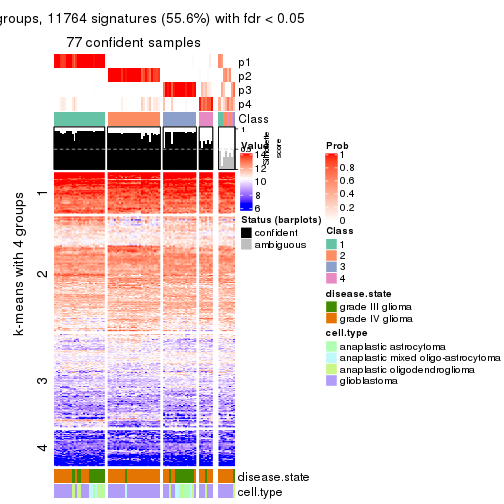 groups, 11764 signatures (55.6%) with fdr < 0.05
77 confident samples
p1
p2
p3
p4
Class
1
0.5
0
Silhouette
score
k-means with 4 groups
1
2
3
4
disease.state
cell.type
Value
14
12
10
8
6
Status (barplots)
confident
ambiguous
Prob
1
0.8
0.6
0.4
0.2
0
Class
1
2
3
4
disease.state
grade III glioma
grade IV glioma
cell.type
anaplastic astrocytoma
anaplastic mixed oligo-astrocytoma
anaplastic oligodendroglioma
glioblastoma